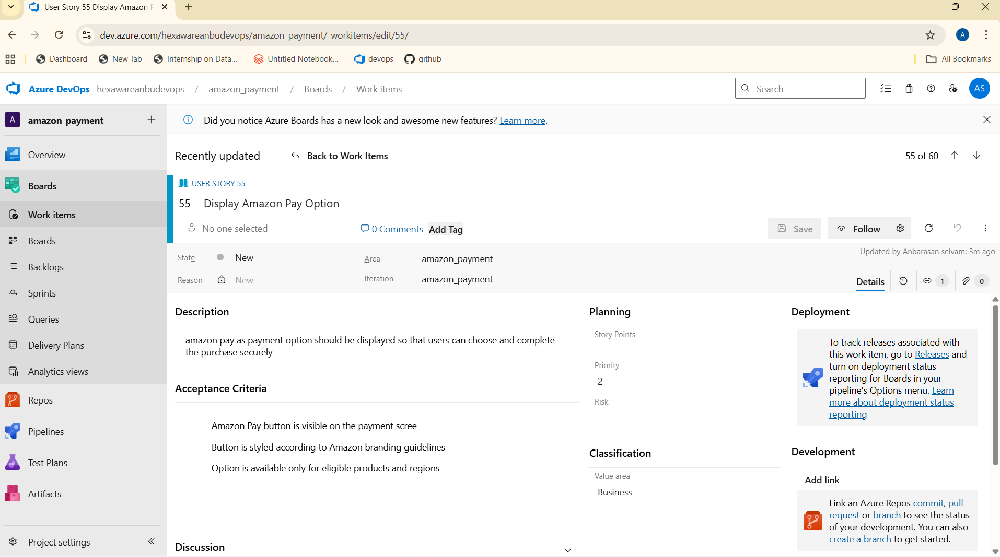 User Story 55 Display Amazon P
dev.azure.com/hexawareanbudevops/amazon_payment/_workitems/edit/55/
A
Dashboard
New Tab
Internship on Data...
Untitled Notebook...
devops
github
All Bookmarks
Azure DevOps hexawareanbudevops / amazon_payment / Boards / Work items
Search
AS
A amazon_payment
Did you notice Azure Boards has a new look and awesome new features? Learn more.
Overview
Boards
Work items
Boards
Backlogs
Sprints
Queries
Delivery Plans
Analytics views
Repos
Pipelines
Test Plans
Artifacts
Project settings
Recently updated
Back to Work Items
55 of 60
USER STORY 55
55 Display Amazon Pay Option
No one selected
0 Comments
Add Tag
Save
Follow
State New
Area amazon_payment
Updated by Anbarasan selvam: 3m ago
Reason New
Iteration amazon_payment
Details
1
0
Description
amazon pay as payment option should be displayed so that users can choose and complete
the purchase securely
Acceptance Criteria
Amazon Pay button is visible on the payment scree
Button is styled according to Amazon branding guidelines
Option is available only for eligible products and regions
Discussion
Planning
Story Points
Priority
2
Risk
Classification
Value area
Business
Deployment
To track releases associated with
this work item, go to Releases and
turn on deployment status
reporting for Boards in your
pipeline's Options menu. Learn
more about deployment status
reporting
Development
Add link
Link an Azure Repos commit, pull
request or branch to see the status
of your development. You can also
create a branch to get started.